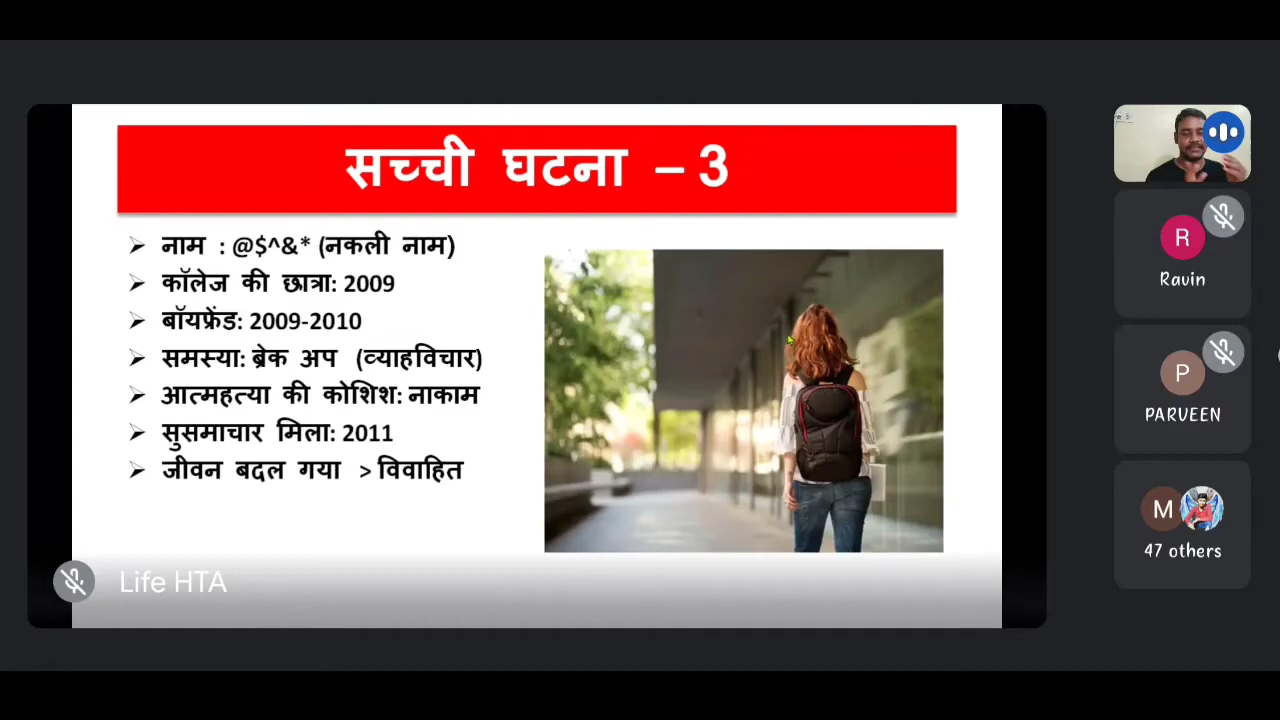 सच्ची घटना – 3
➢ नाम : @$^&* (नकली नाम)
➢ कॉलेज की छात्रा: 2009
➢ बॉयफ्रेंड: 2009-2010
➢ समस्या: ब्रेक अप (व्याहविचार)
➢ आत्महत्या की कोशिश: नाकाम
➢ सुसमाचार मिला: 2011
➢ जीवन बदल गया > विवाहित
Life HTA
R
Ravin
P
PARVEEN
M
47 others